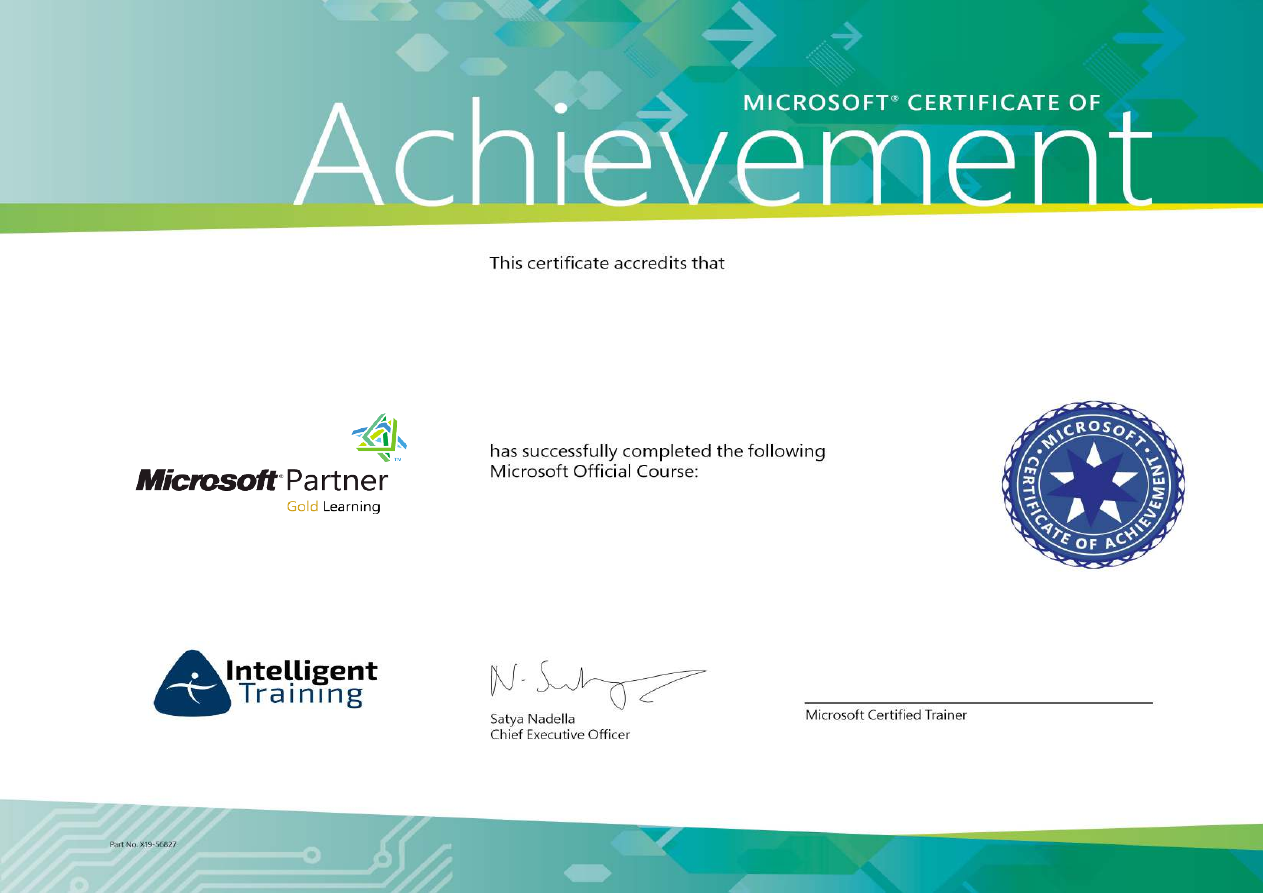 MICROSOFT® CERTIFICATE OF
Achievement
This certificate accredits that
Microsoft® Partner
Gold Learning
has successfully completed the following
Microsoft Official Course:
• MICROSOFT •
CERTIFICATE OF ACHIEVEMENT
Intelligent
Training
N. Satya
Satya Nadella
Chief Executive Officer
Microsoft Certified Trainer
Part No. X19-56827